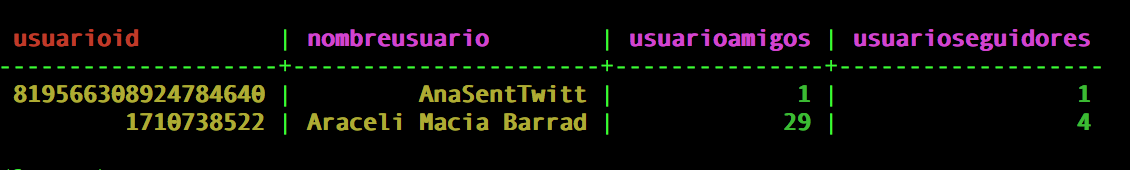 usuarioid | nombreusuario | usuarioamigos | usuarioseguidores
--------------------+----------------------+---------------+-------------------
819566308924784640 | AnaSentTwitt | 1 | 1
1710738522 | Araceli Macia Barrad | 29 | 4